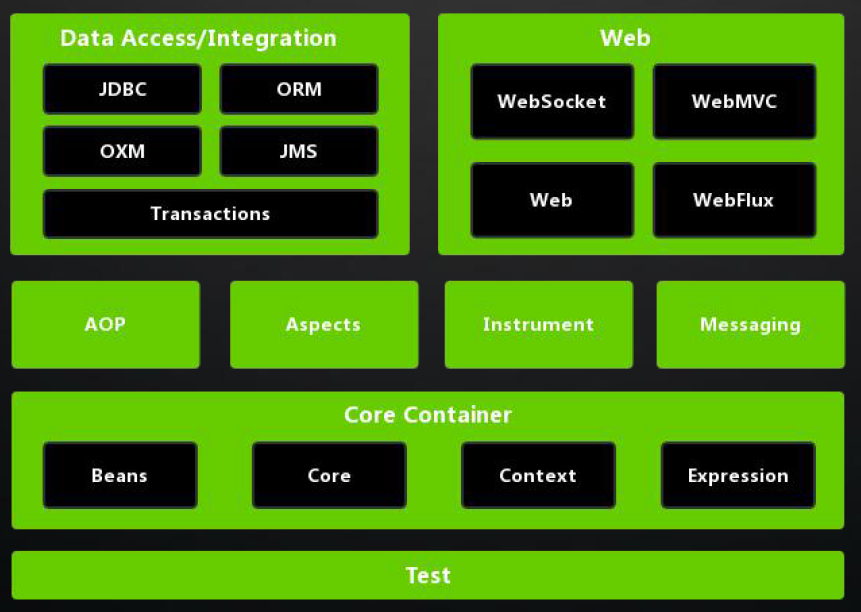 Data Access/Integration
JDBC
ORM
OXM
JMS
Transactions
Web
WebSocket
WebMVC
Web
WebFlux
AOP
Aspects
Instrument
Messaging
Core Container
Beans
Core
Context
Expression
Test